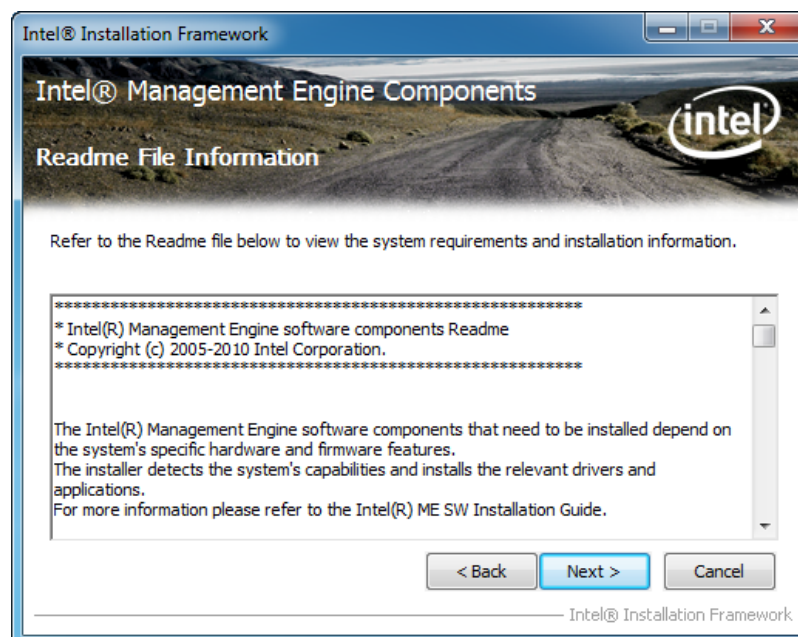 Intel® Installation Framework
Intel® Management Engine Components
intel
Readme File Information
Refer to the Readme file below to view the system requirements and installation information.
*********************************************************
* Intel(R) Management Engine software components Readme
* Copyright (c) 2005-2010 Intel Corporation.
*********************************************************
The Intel(R) Management Engine software components that need to be installed depend on
the system's specific hardware and firmware features.
The installer detects the system's capabilities and installs the relevant drivers and
applications.
For more information please refer to the Intel(R) ME SW Installation Guide.
< Back
Next >
Cancel
Intel® Installation Framework